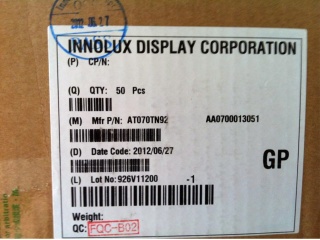 2012.06.27
PASS
INNOLUX DISPLAY CORPORATION
(P) CP/N:
(Q) QTY: 50 Pcs
(M) Mfr P/N: AT070TN92 AA0700013051
(D) Date Code: 2012/06/27
GP
(L) Lot No: 926V11200 -1
Weight:
QC: FQC-B02